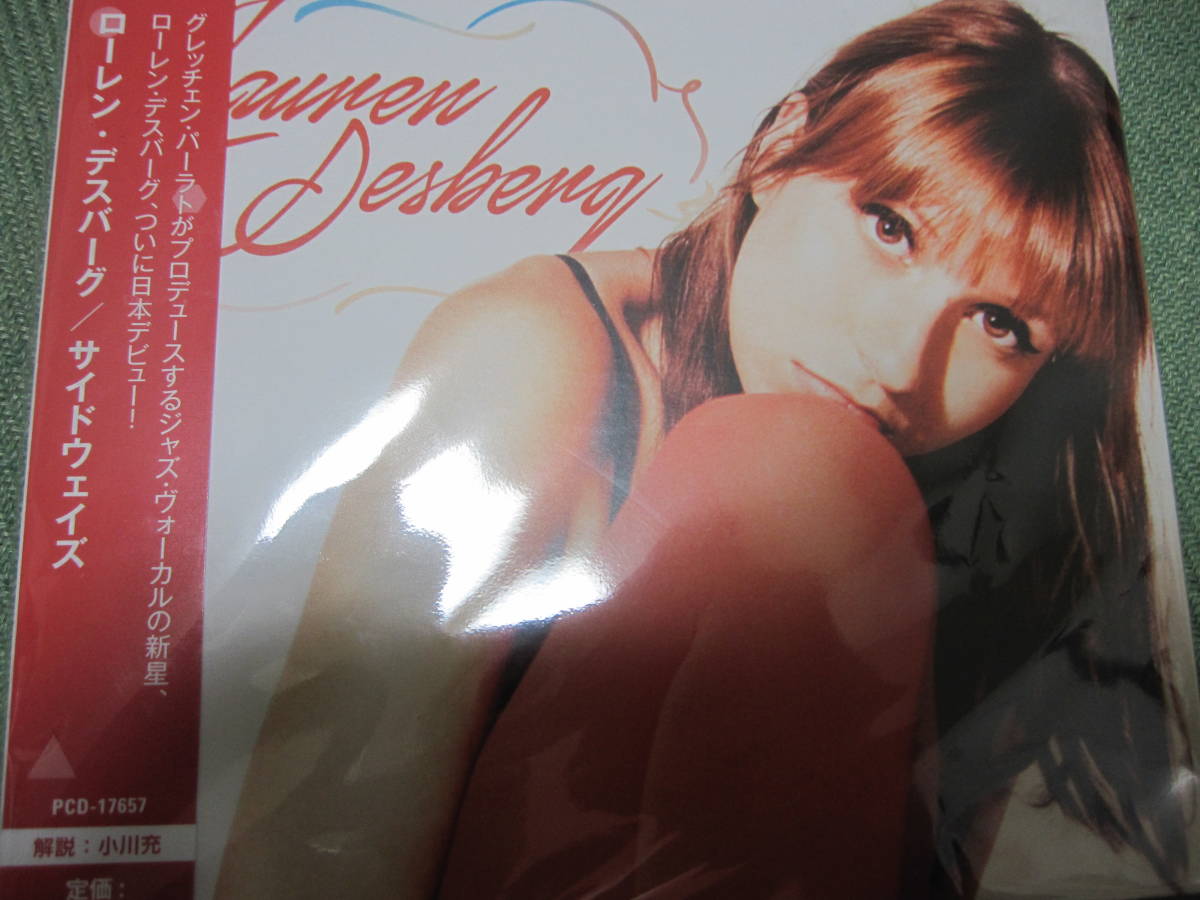 Lauren
Desberg
グレッチェン・パーラトがプロデュースするジャズ・ヴォーカルの新星、
ローレン・デスバーグ、ついに日本デビュー!
ローレン・デスバーグ/サイドウェイズ
PCD-17657
解説:小川充
定価: